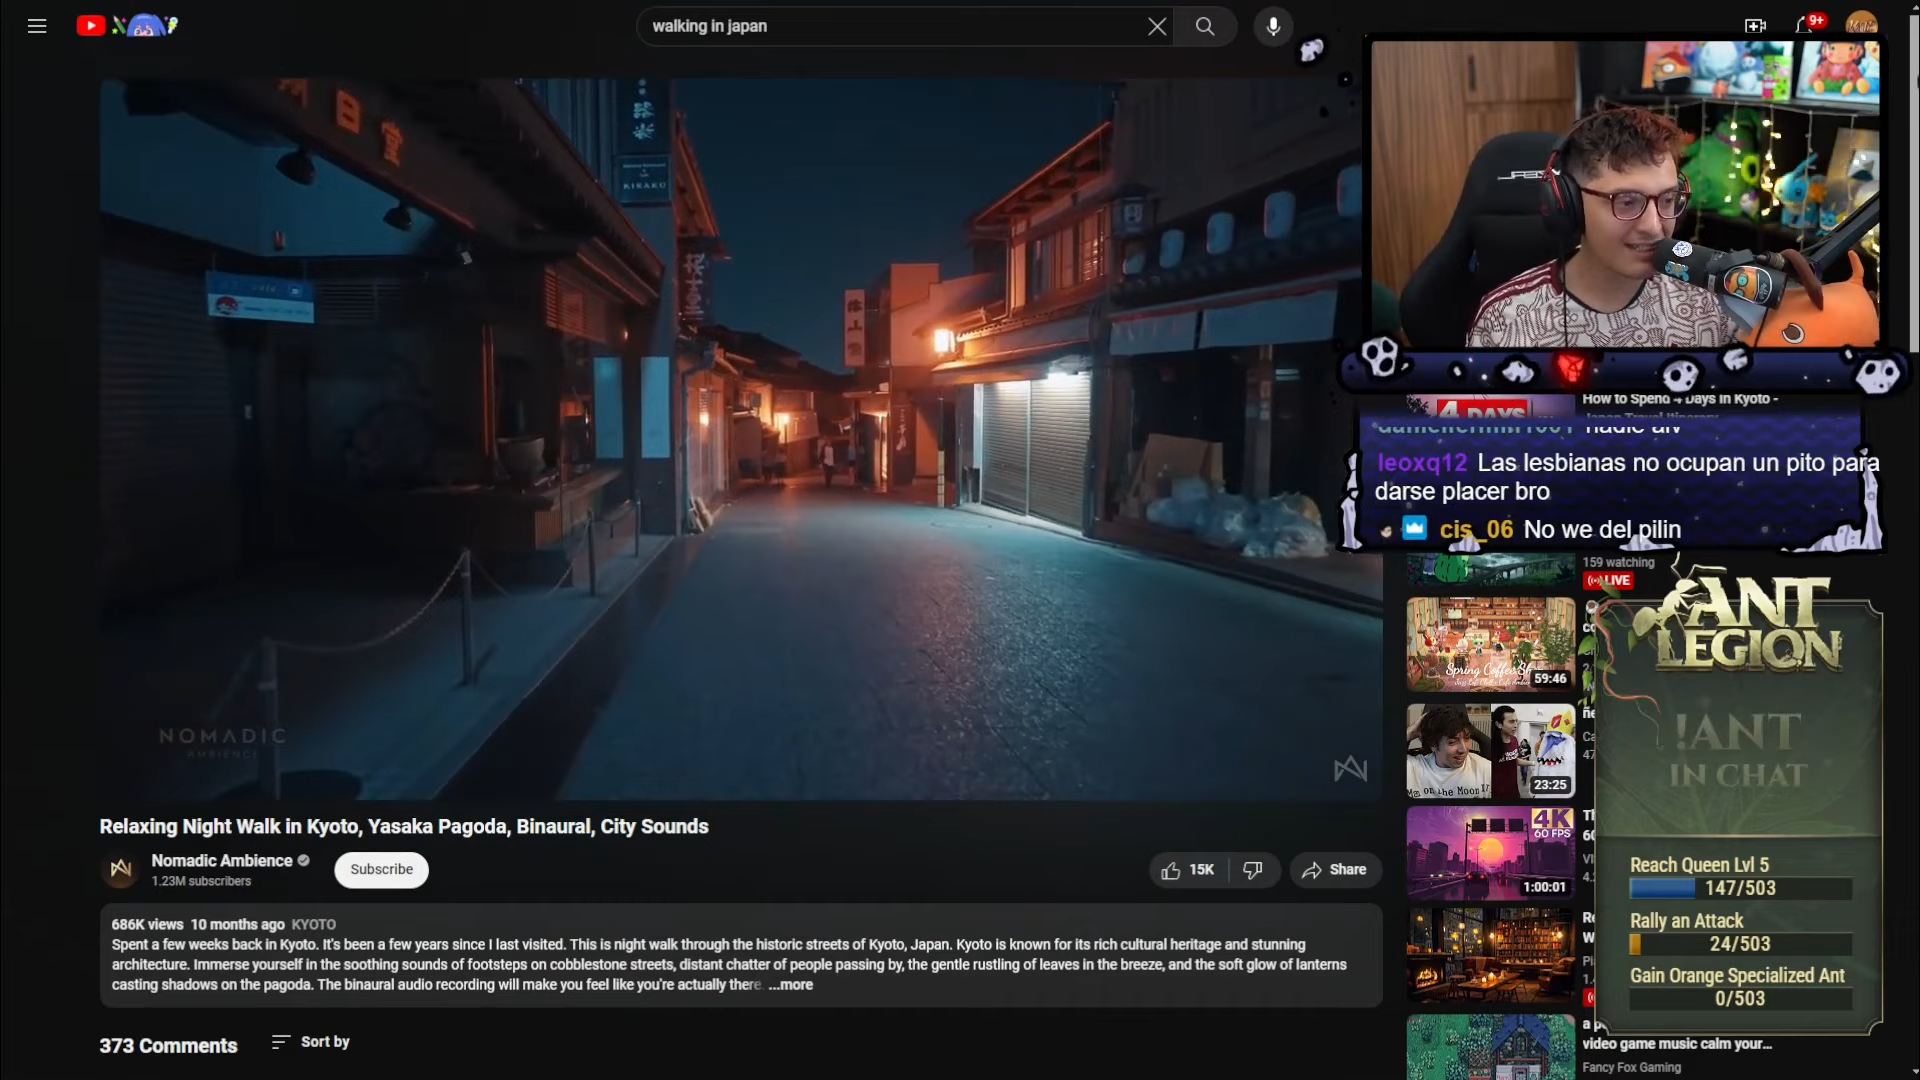 walking in japan
9+
KIRAKU
NOMADIC
AMBIENCE
How to Spend 4 Days in Kyoto -
4 DAYS
leoxq12 Las lesbianas no ocupan un pito para
darse placer bro
cis_06 No we del pilin
159 watching
LIVE
ANT
LEGION
!ANT
IN CHAT
Spring Coffee Sh
59:46
23:25
4K
60 FPS
1:00:01
Reach Queen Lvl 5
147/503
Rally an Attack
24/503
Gain Orange Specialized Ant
0/503
video game music calm your...
Fancy Fox Gaming
Relaxing Night Walk in Kyoto, Yasaka Pagoda, Binaural, City Sounds
Nomadic Ambience
1.23M subscribers
Subscribe
15K
Share
686K views 10 months ago KYOTO
Spent a few weeks back in Kyoto. It's been a few years since I last visited. This is night walk through the historic streets of Kyoto, Japan. Kyoto is known for its rich cultural heritage and stunning
architecture. Immerse yourself in the soothing sounds of footsteps on cobblestone streets, distant chatter of people passing by, the gentle rustling of leaves in the breeze, and the soft glow of lanterns
casting shadows on the pagoda. The binaural audio recording will make you feel like you're actually there. ...more
373 Comments
Sort by